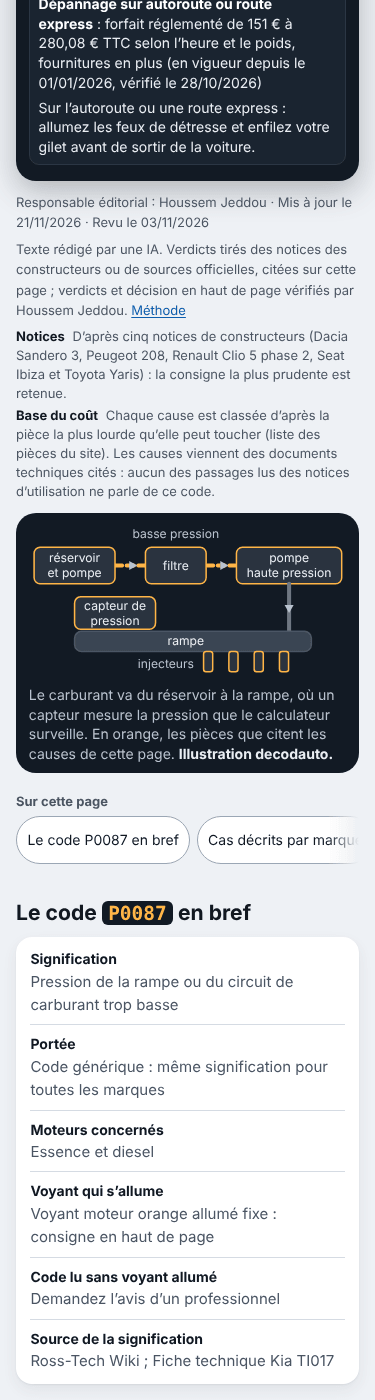 Dépannage sur autoroute ou route
express : forfait réglementé de 151 € à
280,08 € TTC selon l’heure et le poids,
fournitures en plus (en vigueur depuis le
01/01/2026, vérifié le 28/10/2026)
Sur l’autoroute ou une route express :
allumez les feux de détresse et enfilez votre
gilet avant de sortir de la voiture.
Responsable éditorial : Houssem Jeddou · Mis à jour le
21/11/2026 · Revu le 03/11/2026
Texte rédigé par une IA. Verdicts tirés des notices des
constructeurs ou de sources officielles, citées sur cette
page ; verdicts et décision en haut de page vérifiés par
Houssem Jeddou. Méthode
Notices D’après cinq notices de constructeurs (Dacia
Sandero 3, Peugeot 208, Renault Clio 5 phase 2, Seat
Ibiza et Toyota Yaris) : la consigne la plus prudente est
retenue.
Base du coût Chaque cause est classée d’après la
pièce la plus lourde qu’elle peut toucher (liste des
pièces du site). Les causes viennent des documents
techniques cités : aucun des passages lus des notices
d’utilisation ne parle de ce code.
basse pression
réservoir
et pompe
filtre
pompe
haute pression
capteur de
pression
rampe
injecteurs
Le carburant va du réservoir à la rampe, où un
capteur mesure la pression que le calculateur
surveille. En orange, les pièces que citent les
causes de cette page. Illustration decodauto.
Sur cette page
Le code P0087 en bref
Cas décrits par marque
Le code P0087 en bref
Signification
Pression de la rampe ou du circuit de
carburant trop basse
Portée
Code générique : même signification pour
toutes les marques
Moteurs concernés
Essence et diesel
Voyant qui s’allume
Voyant moteur orange allumé fixe :
consigne en haut de page
Code lu sans voyant allumé
Demandez l’avis d’un professionnel
Source de la signification
Ross-Tech Wiki ; Fiche technique Kia TI017